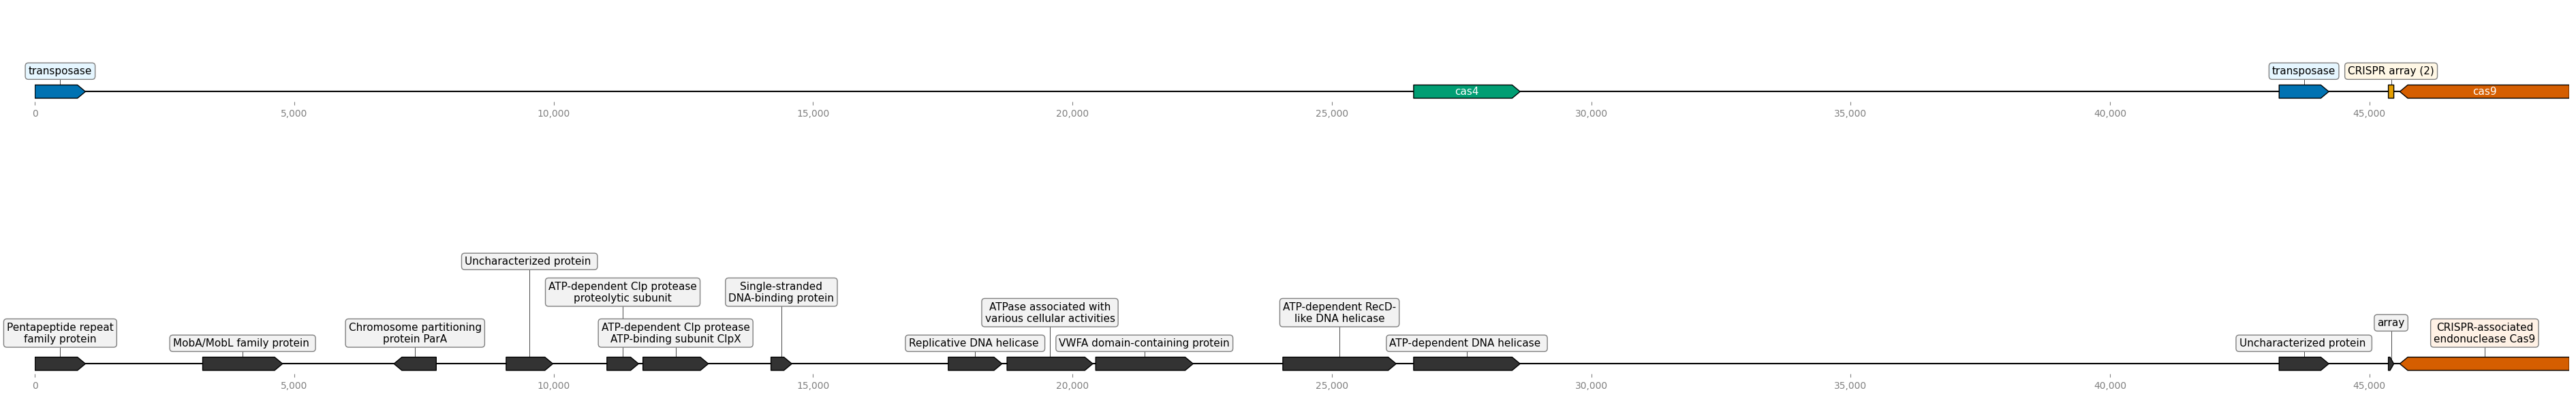 transposase
transposase
CRISPR array (2)
cas4
cas9
0
5,000
10,000
15,000
20,000
25,000
30,000
35,000
40,000
45,000
Uncharacterized protein
ATP-dependent Clp protease
proteolytic subunit
Single-stranded
DNA-binding protein
ATPase associated with
various cellular activities
ATP-dependent RecD-
like DNA helicase
Pentapeptide repeat
family protein
MobA/MobL family protein
Chromosome partitioning
protein ParA
ATP-dependent Clp protease
ATP-binding subunit ClpX
Replicative DNA helicase
VWFA domain-containing protein
ATP-dependent DNA helicase
Uncharacterized protein
array
CRISPR-associated
endonuclease Cas9
0
5,000
10,000
15,000
20,000
25,000
30,000
35,000
40,000
45,000